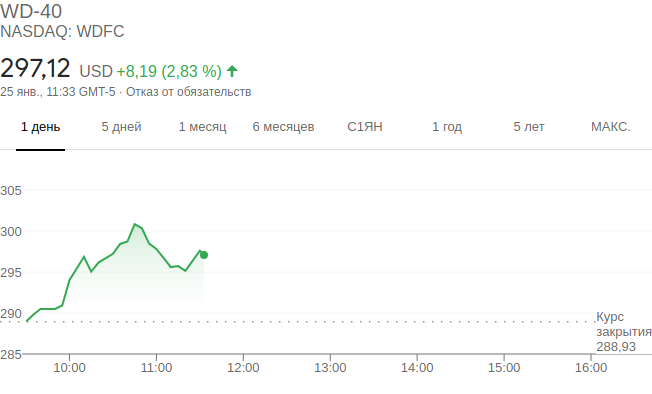 WD-40
NASDAQ: WDFC
297,12 USD +8,19 (2,83 %)
25 янв., 11:33 GMT-5 · Отказ от обязательств
1 день 5 дней 1 месяц 6 месяцев С1ЯН 1 год 5 лет МАКС.
305
300
295
290
Курс
закрытия
288,93
285
10:00 11:00 12:00 13:00 14:00 15:00 16:00